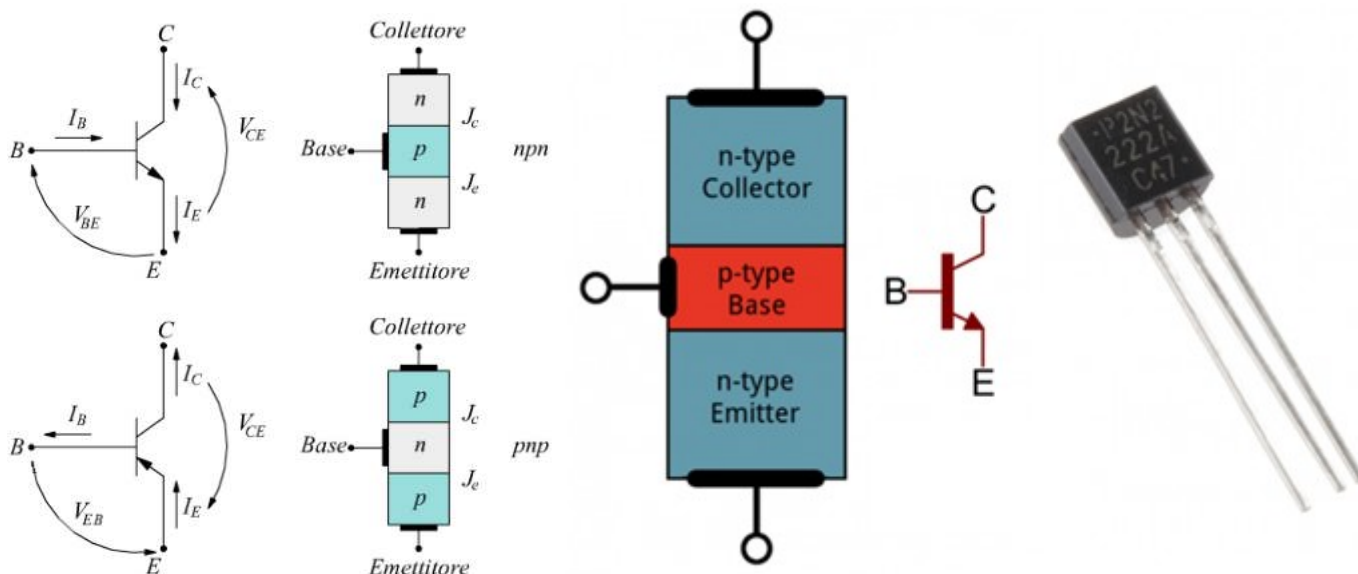 C
I_C
I_B
B
V_CE
V_BE
I_E
E
Collettore
n
J_c
Base
p
npn
J_e
n
Emettitore
C
I_C
I_B
B
V_CE
V_EB
I_E
E
Collettore
p
J_c
Base
n
pnp
J_e
p
Emettitore
n-type
Collector
p-type
Base
n-type
Emitter
C
B
E
P2N2
222A
CA7